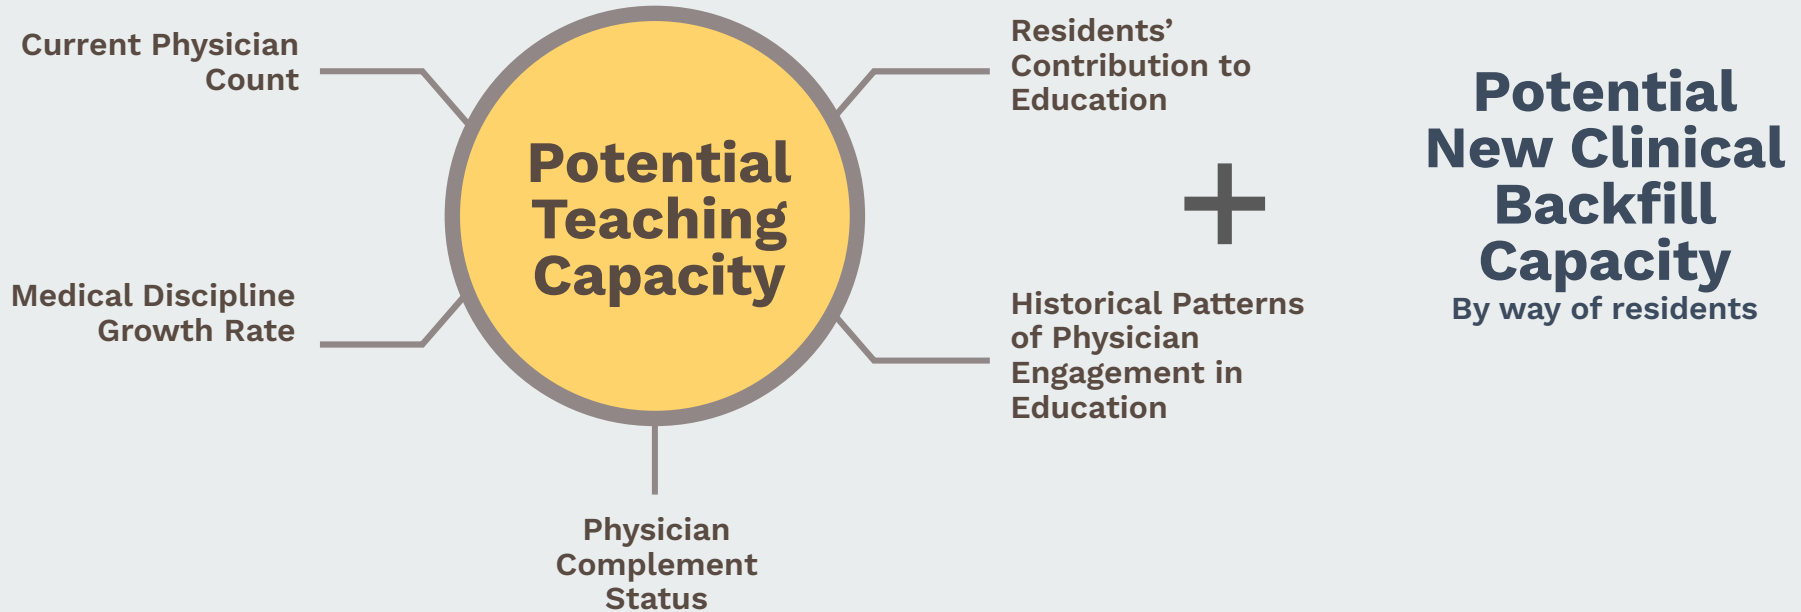 Current Physician
Count
Medical Discipline
Growth Rate
Potential
Teaching
Capacity
Physician
Complement
Status
Residents’
Contribution to
Education
+
Historical Patterns
of Physician
Engagement in
Education
Potential
New Clinical
Backfill
Capacity
By way of residents